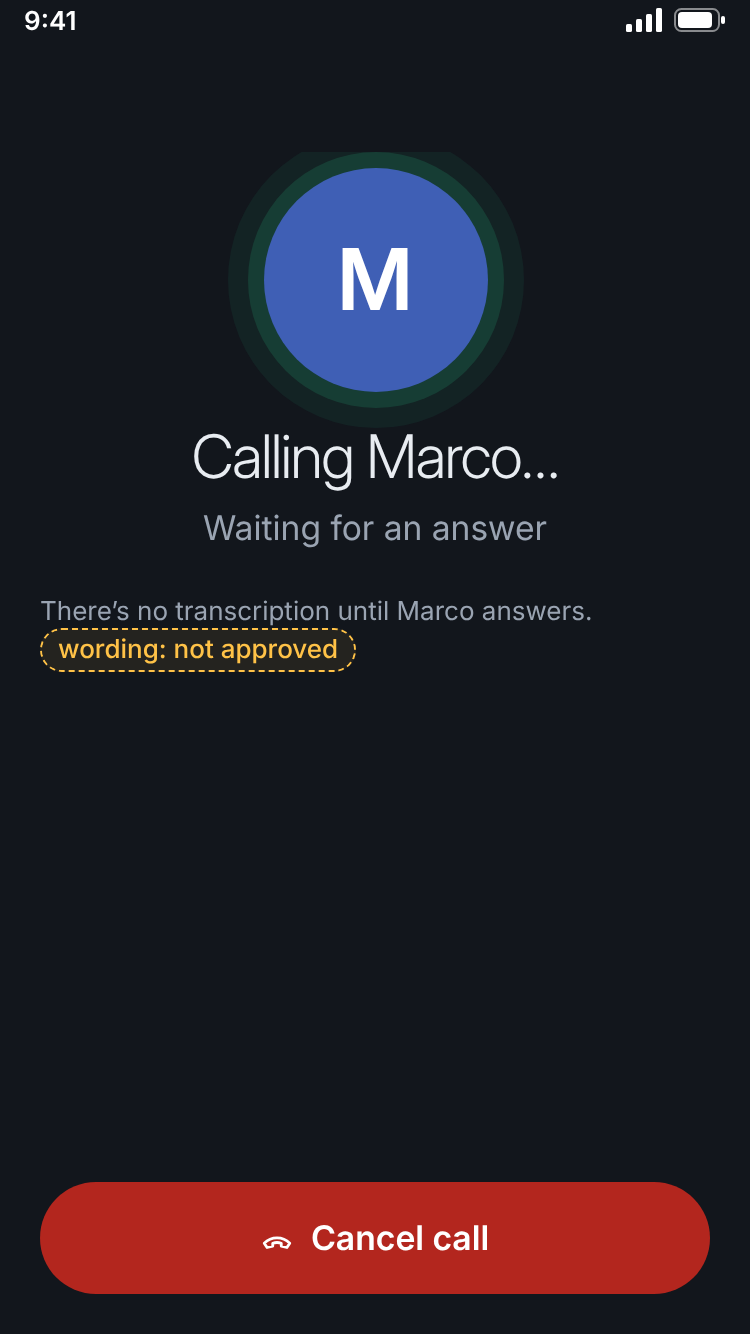 9:41
M
Calling Marco…
Waiting for an answer
There’s no transcription until Marco answers.
wording: not approved
Cancel call